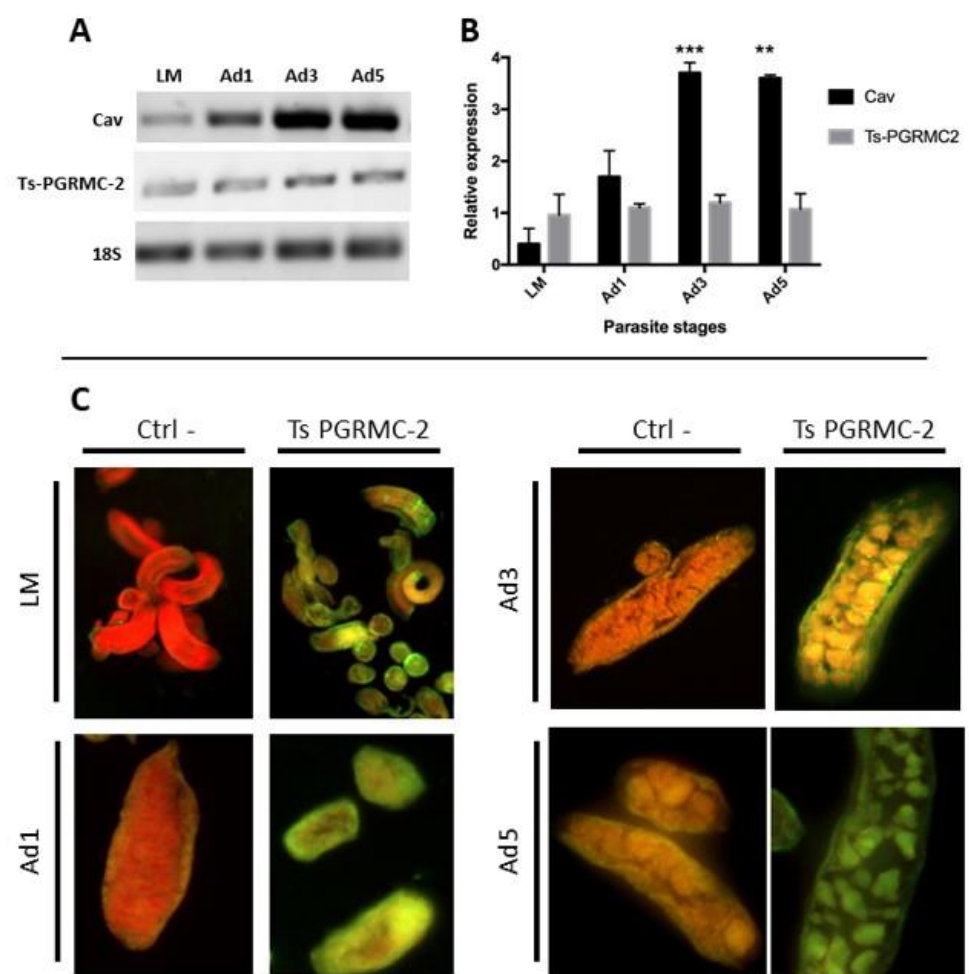 A
LM Ad1 Ad3 Ad5
Cav
Ts-PGRMC-2
18S
B
*** **
4
3
2
1
0
Relative expression
LM Ad1 Ad3 Ad5
Parasite stages
Cav
Ts-PGRMC2
C
Ctrl - Ts PGRMC-2 Ctrl - Ts PGRMC-2
LM
Ad3
Ad1
Ad5